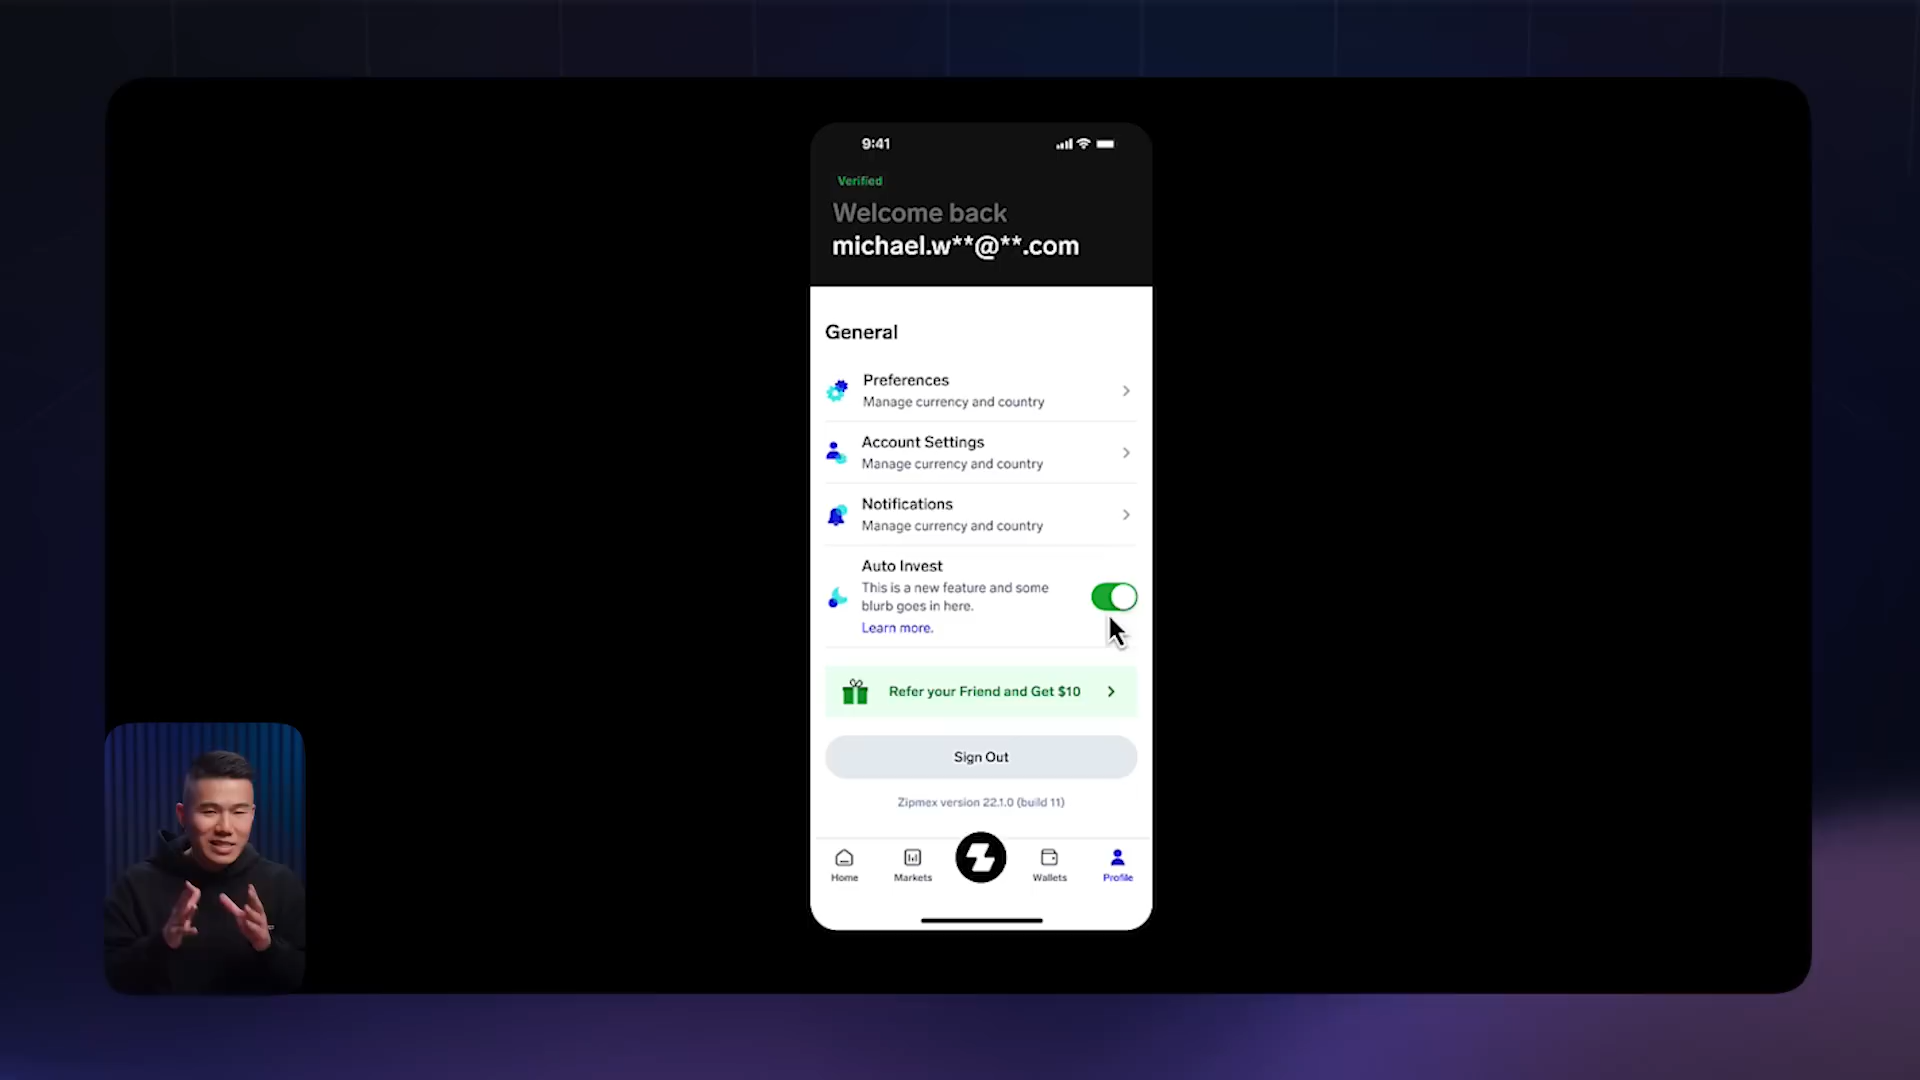 9:41
Verified
Welcome back
michael.w**@**.com
General
Preferences
Manage currency and country
Account Settings
Manage currency and country
Notifications
Manage currency and country
Auto Invest
This is a new feature and some
blurb goes in here.
Learn more.
Refer your Friend and Get $10
Sign Out
Zipmex version 22.1.0 (build 11)
Home
Markets
Wallets
Profile